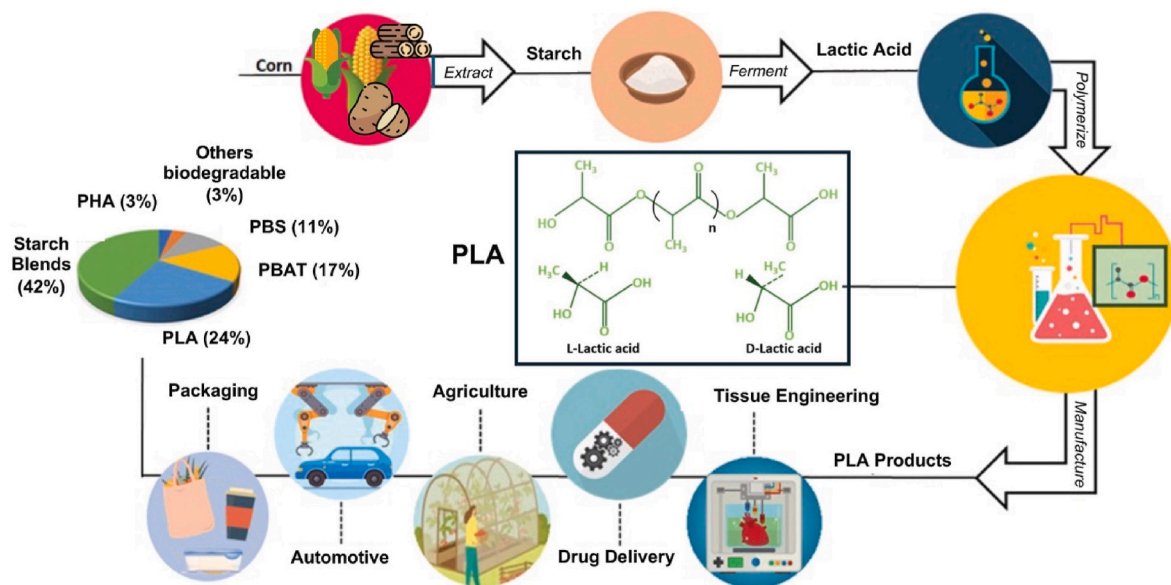 Corn
Extract
Starch
Ferment
Lactic Acid
Polymerize
Others
biodegradable
(3%)
PHA (3%)
PBS (11%)
Starch
Blends
(42%)
PBAT (17%)
PLA (24%)
PLA
CH₃
O
CH₃
HO
O
O
n
O
OH
O
CH₃
O
H₃C
H
OH
HO
O
L-Lactic acid
H
CH₃
OH
HO
O
D-Lactic acid
n
Manufacture
PLA Products
Packaging
Automotive
Agriculture
Drug Delivery
Tissue Engineering